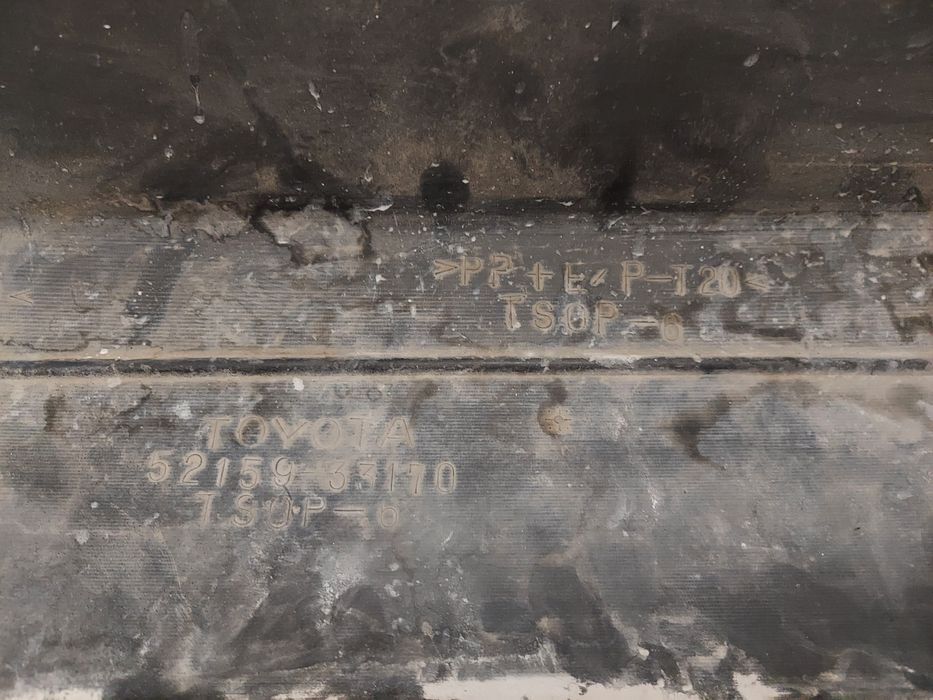 >PP+E/P-T20<
TSOP-6
<
TOYOTA
52159-33170
TSOP-6